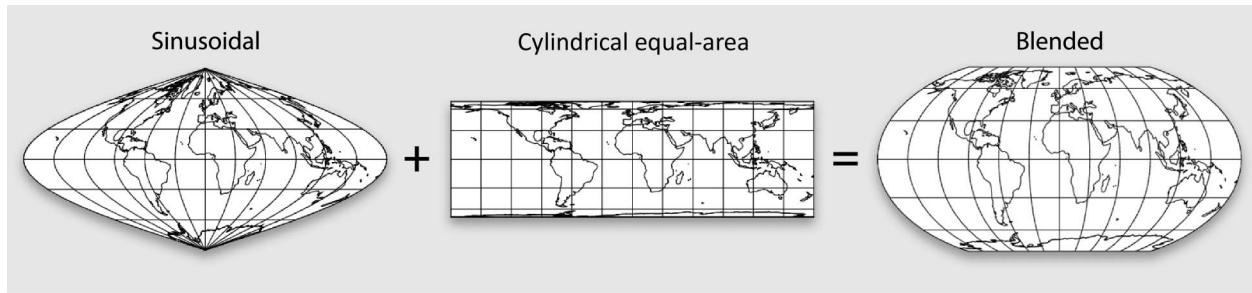 Sinusoidal
Cylindrical equal-area
Blended
+
=